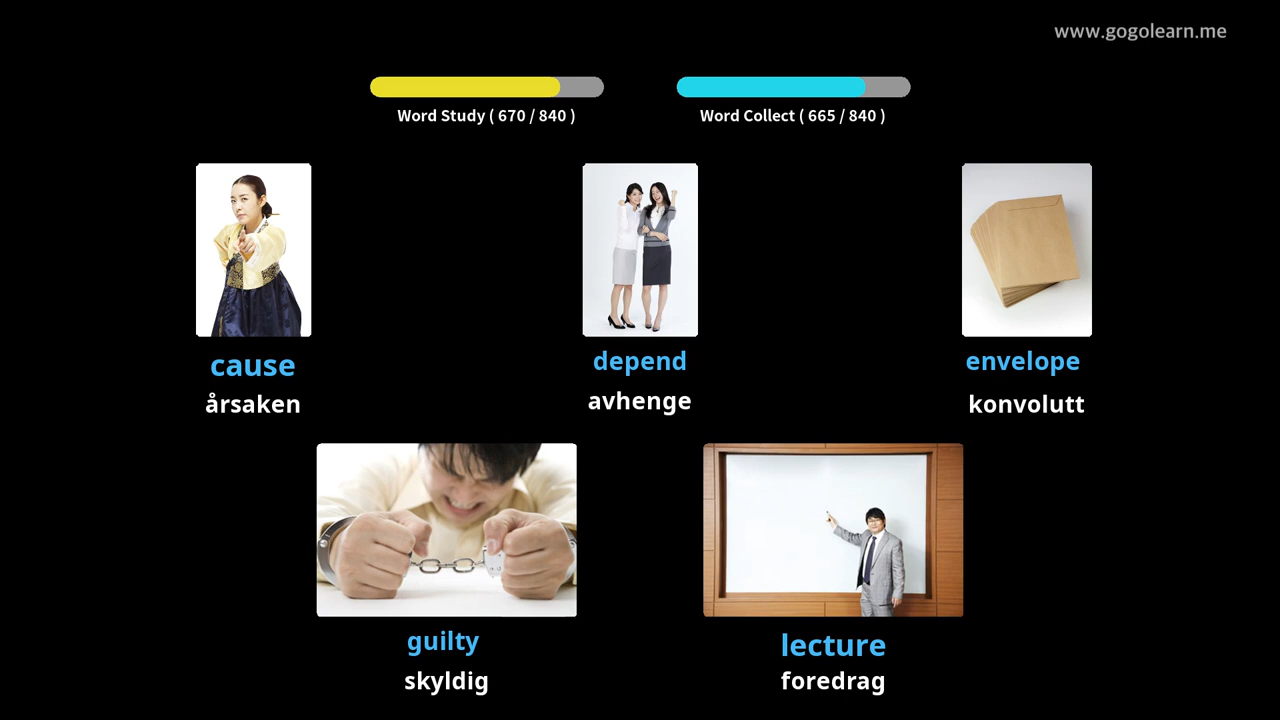 www.gogolearn.me
Word Study ( 670 / 840 )
Word Collect ( 665 / 840 )
cause
årsaken
depend
avhenge
envelope
konvolutt
guilty
skyldig
lecture
foredrag